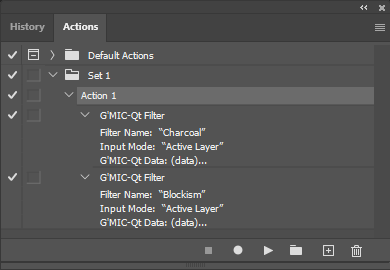 History
Actions
Default Actions
Set 1
Action 1
G'MIC-Qt Filter
Filter Name: “Charcoal”
Input Mode: “Active Layer”
G'MIC-Qt Data: (data)...
G'MIC-Qt Filter
Filter Name: “Blockism”
Input Mode: “Active Layer”
G'MIC-Qt Data: (data)...